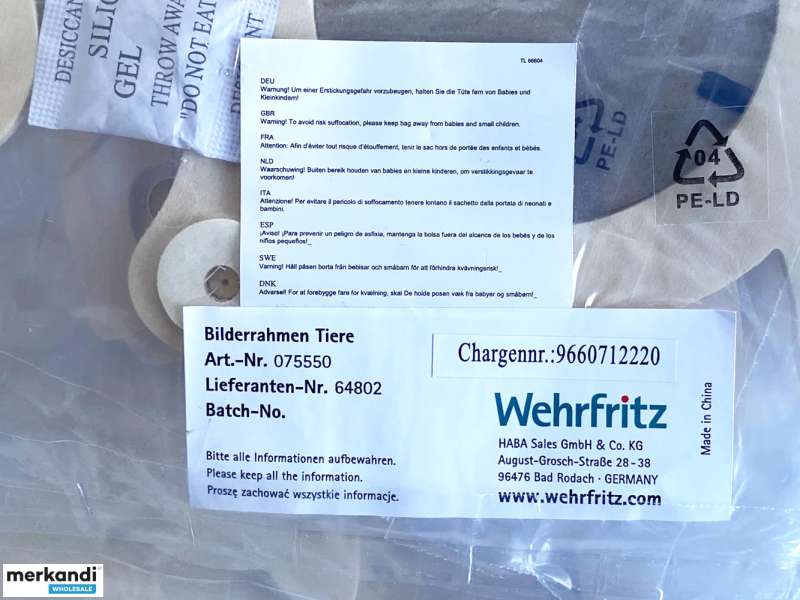 DESICCANT
SILICA
GEL
THROW AWAY
"DO NOT EAT"
TL 66604
DEU
Warnung! Um einer Erstickungsgefahr vorzubeugen, halten Sie die Tüte fern von Babies und
Kleinkindern!
GBR
Warning! To avoid risk suffocation, please keep bag away from babies and small children.
FRA
Attention: Afin d'éviter tout risque d'étouffement, tenir le sac hors de portée des enfants et bébés.
NLD
Waarschuwing! Buiten bereik houden van babies en kleine kinderen, om verstikkingsgevaar te
voorkomen!
ITA
Attenzione! Per evitare il pericolo di soffocamento tenere lontano il sachetto dalla portata di neonati e
bambini.
ESP
¡Aviso! ¡Para prevenir un peligro de asfixia, mantenga la bolsa fuera del alcance de los bebés y de los
niños pequeños!_
SWE
Varning! Håll påsen borta från bebisar och småbarn för att förhindra kvävningsrisk!_
DNK
Advarsel! For at forebygge fare for kvælning, skal De holde posen væk fra babyer og småbørn!_
PE-LD
04
PE-LD
Bilderrahmen Tiere
Art.-Nr. 075550
Lieferanten-Nr. 64802
Batch-No.
Chargennr.:9660712220
Bitte alle Informationen aufbewahren.
Please keep all the information.
Proszę zachować wszystkie informacje.
Wehrfritz
HABA Sales GmbH & Co. KG
August-Grosch-Straße 28-38
96476 Bad Rodach · GERMANY
www.wehrfritz.com
Made in China
merkandi
WHOLESALE